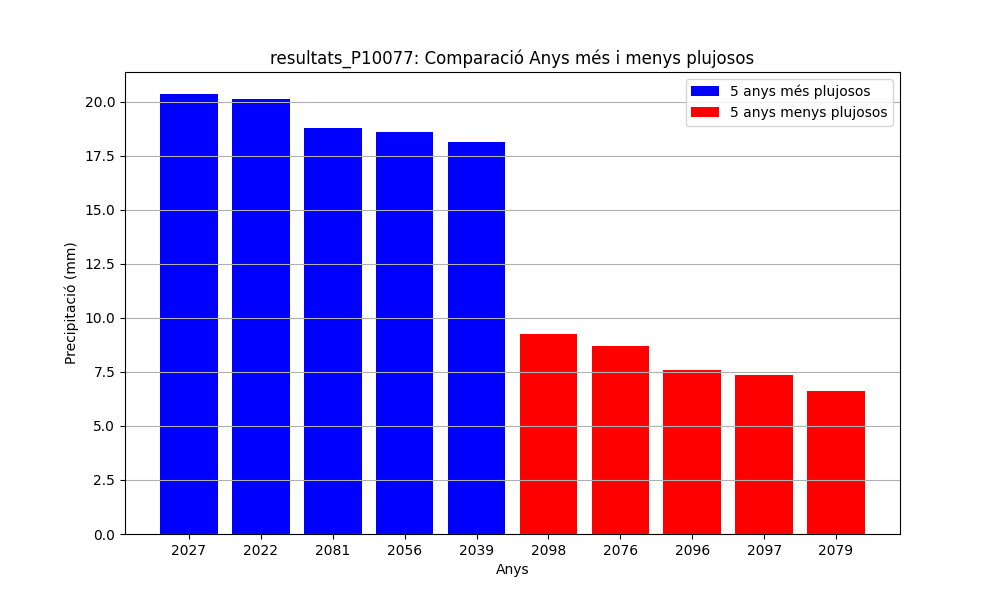 resultats_P10077: Comparació Anys més i menys plujosos
5 anys més plujosos
5 anys menys plujosos
20.0
17.5
15.0
12.5
10.0
7.5
5.0
2.5
0.0
Precipitació (mm)
2027 2022 2081 2056 2039 2098 2076 2096 2097 2079
Anys